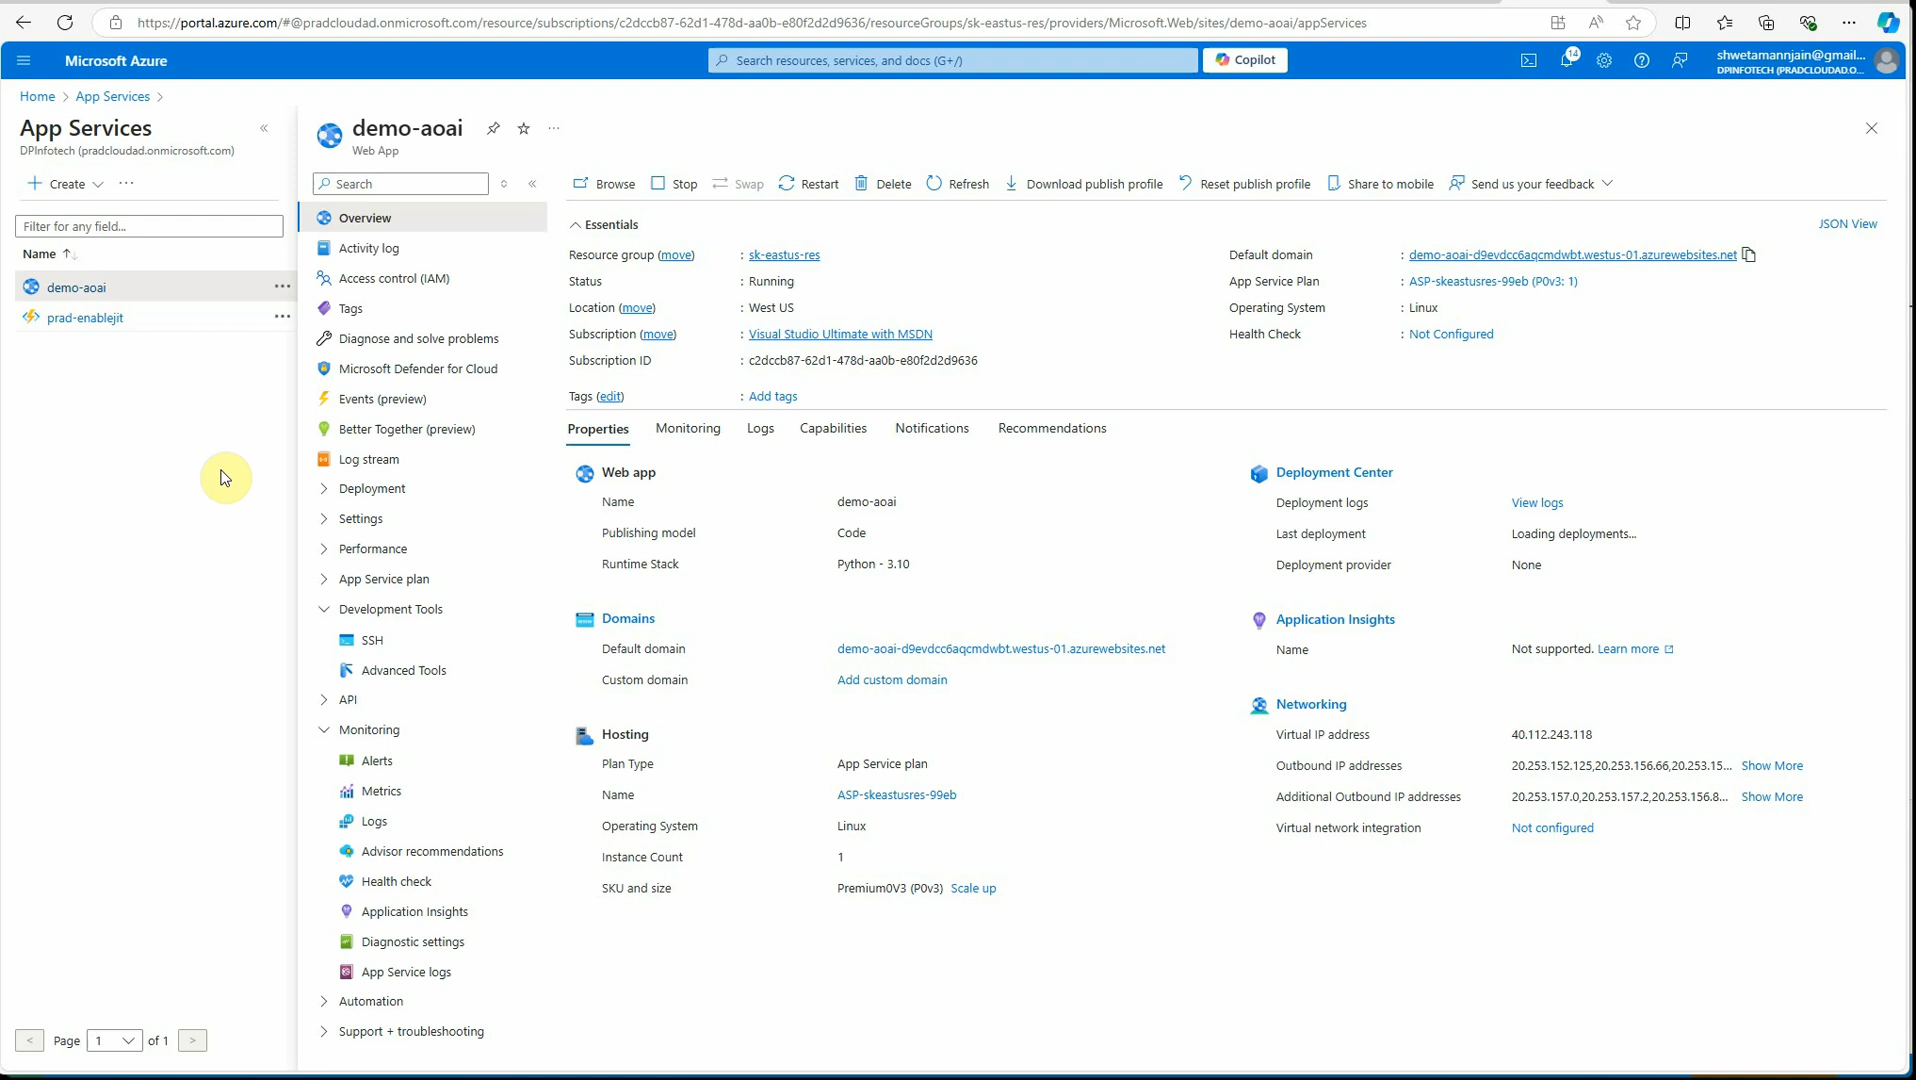 https://portal.azure.com/#@pradcloudad.onmicrosoft.com/resource/subscriptions/c2dccb87-62d1-478d-aa0b-e80f2d2d9636/resourceGroups/sk-eastus-res/providers/Microsoft.Web/sites/demo-aoai/appServices
Microsoft Azure
Search resources, services, and docs (G+/)
Copilot
14
shwetamannjain@gmail...
DPINFOTECH (PRADCLOUDAD.O...
Home > App Services >
App Services
DPInfotech (pradcloudad.onmicrosoft.com)
Create
Filter for any field...
Name ↑
demo-aoai
prad-enablejit
< Page 1 of 1 >
demo-aoai
Web App
Search
Overview
Activity log
Access control (IAM)
Tags
Diagnose and solve problems
Microsoft Defender for Cloud
Events (preview)
Better Together (preview)
Log stream
Deployment
Settings
Performance
App Service plan
Development Tools
SSH
Advanced Tools
API
Monitoring
Alerts
Metrics
Logs
Advisor recommendations
Health check
Application Insights
Diagnostic settings
App Service logs
Automation
Support + troubleshooting
Browse Stop Swap Restart Delete Refresh Download publish profile Reset publish profile Share to mobile Send us your feedback
Essentials
JSON View
Resource group (move) : sk-eastus-res
Status : Running
Location (move) : West US
Subscription (move) : Visual Studio Ultimate with MSDN
Subscription ID : c2dccb87-62d1-478d-aa0b-e80f2d2d9636
Tags (edit) : Add tags
Default domain : demo-aoai-d9evdcc6aqcmdwbt.westus-01.azurewebsites.net
App Service Plan : ASP-skeastusres-99eb (P0v3: 1)
Operating System : Linux
Health Check : Not Configured
Properties Monitoring Logs Capabilities Notifications Recommendations
Web app
Name demo-aoai
Publishing model Code
Runtime Stack Python - 3.10
Domains
Default domain demo-aoai-d9evdcc6aqcmdwbt.westus-01.azurewebsites.net
Custom domain Add custom domain
Hosting
Plan Type App Service plan
Name ASP-skeastusres-99eb
Operating System Linux
Instance Count 1
SKU and size Premium0V3 (P0v3) Scale up
Deployment Center
Deployment logs View logs
Last deployment Loading deployments...
Deployment provider None
Application Insights
Name Not supported. Learn more
Networking
Virtual IP address 40.112.243.118
Outbound IP addresses 20.253.152.125,20.253.156.66,20.253.15... Show More
Additional Outbound IP addresses 20.253.157.0,20.253.157.2,20.253.156.8... Show More
Virtual network integration Not configured